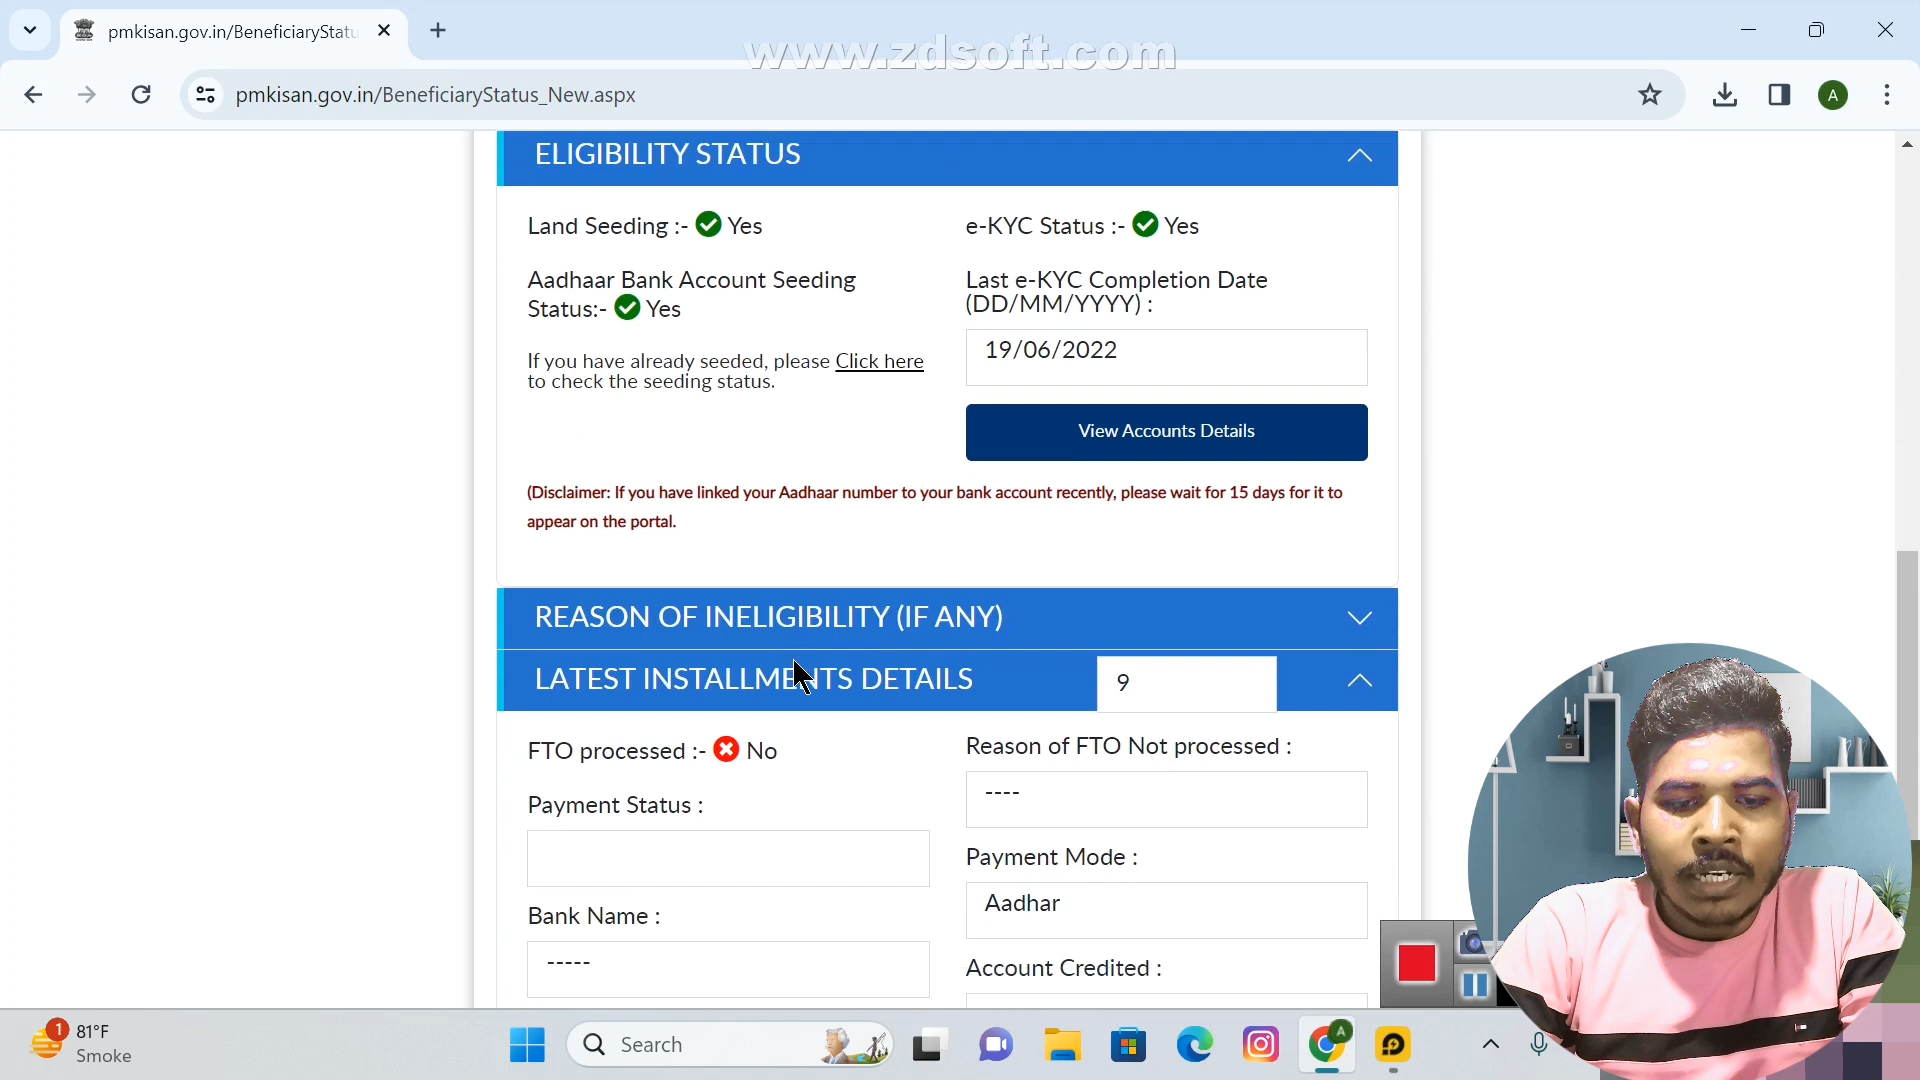 pmkisan.gov.in/BeneficiaryStatu
www.zdsoft.com
pmkisan.gov.in/BeneficiaryStatus_New.aspx
A
ELIGIBILITY STATUS
Land Seeding :- Yes
e-KYC Status :- Yes
Aadhaar Bank Account Seeding
Status:- Yes
Last e-KYC Completion Date
(DD/MM/YYYY) :
19/06/2022
If you have already seeded, please Click here
to check the seeding status.
View Accounts Details
(Disclaimer: If you have linked your Aadhaar number to your bank account recently, please wait for 15 days for it to
appear on the portal.
REASON OF INELIGIBILITY (IF ANY)
LATEST INSTALLMENTS DETAILS
9
FTO processed :- No
Reason of FTO Not processed :
----
Payment Status :
Payment Mode :
Aadhar
Bank Name :
-----
Account Credited :
1
81°F
Smoke
Search
A